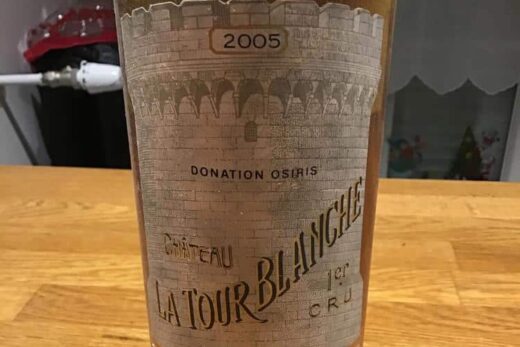 2005
DONATION OSIRIS
CHÂTEAU
LA TOUR BLANCHE
1er
CRU